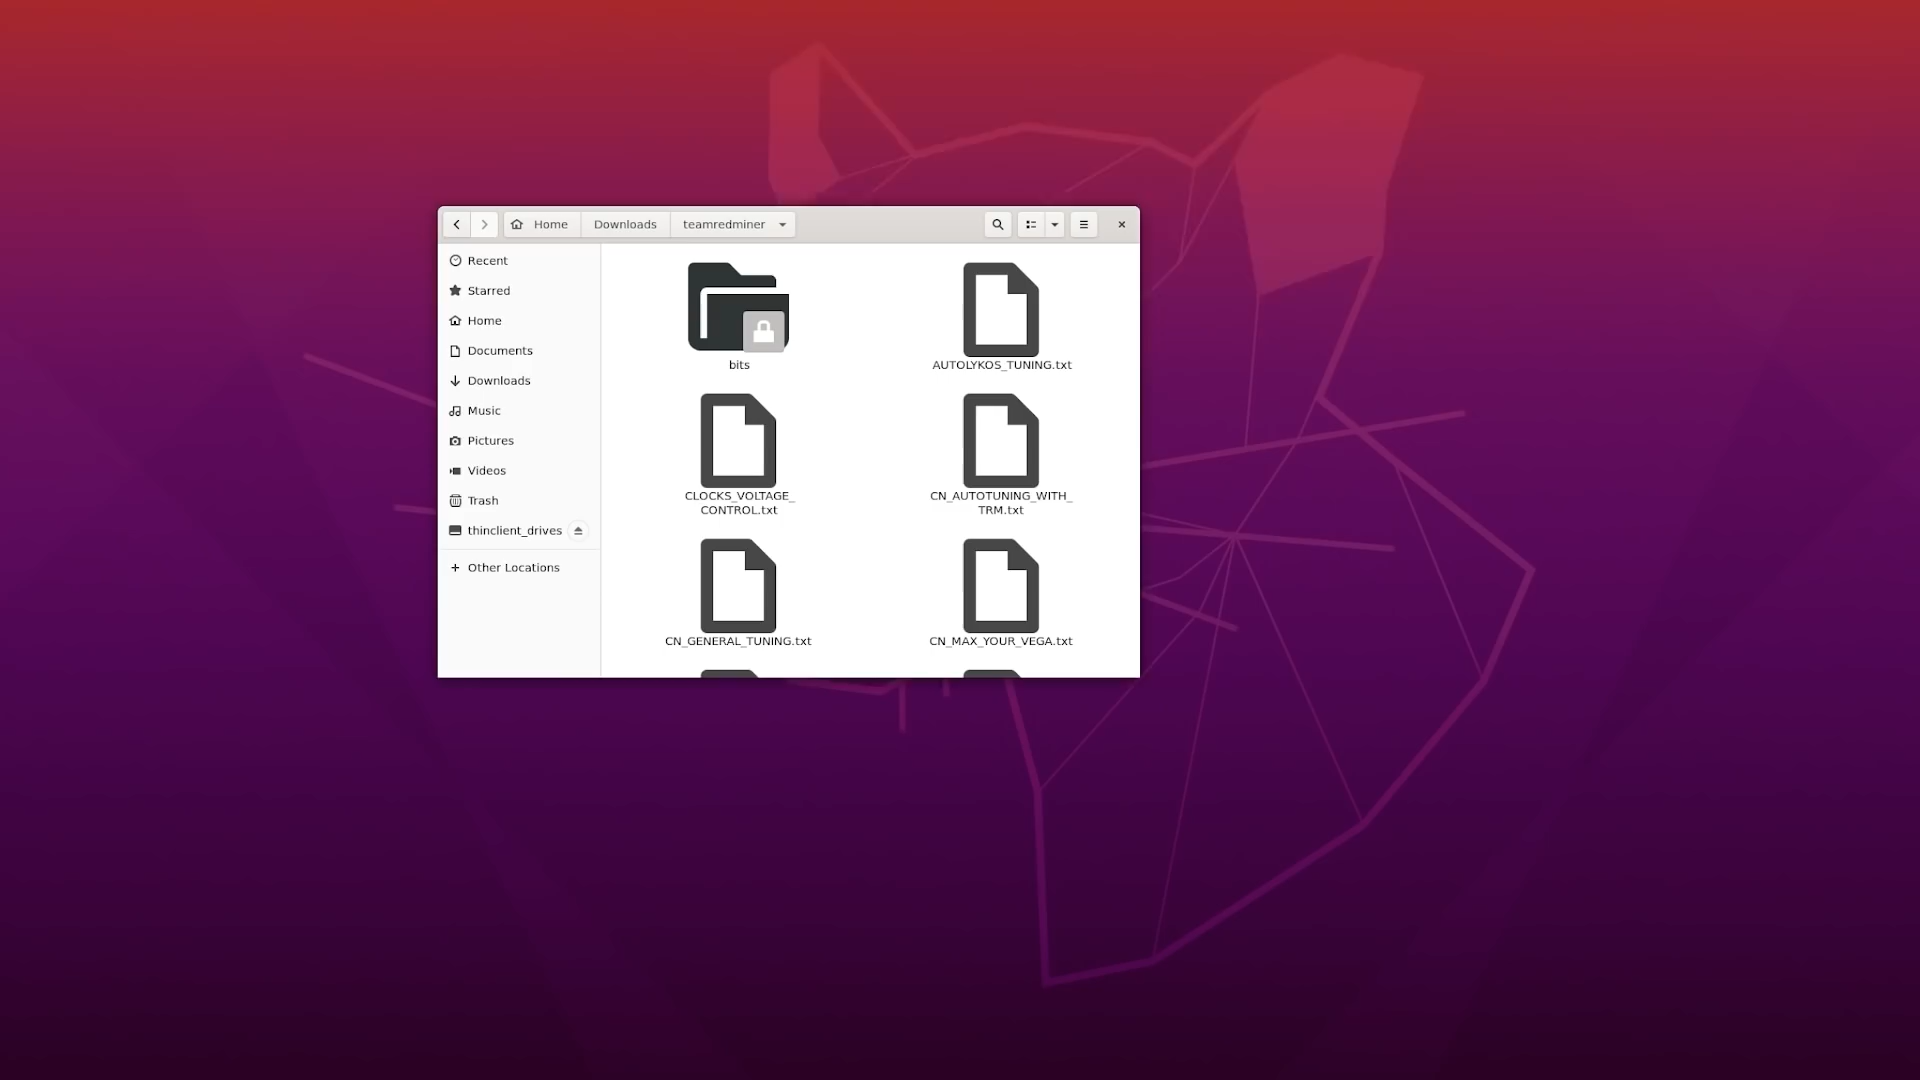 Home
Downloads
teamredminer
Recent
Starred
Home
Documents
Downloads
Music
Pictures
Videos
Trash
thinclient_drives
Other Locations
bits
AUTOLYKOS_TUNING.txt
CLOCKS_VOLTAGE_
CONTROL.txt
CN_AUTOTUNING_WITH_
TRM.txt
CN_GENERAL_TUNING.txt
CN_MAX_YOUR_VEGA.txt